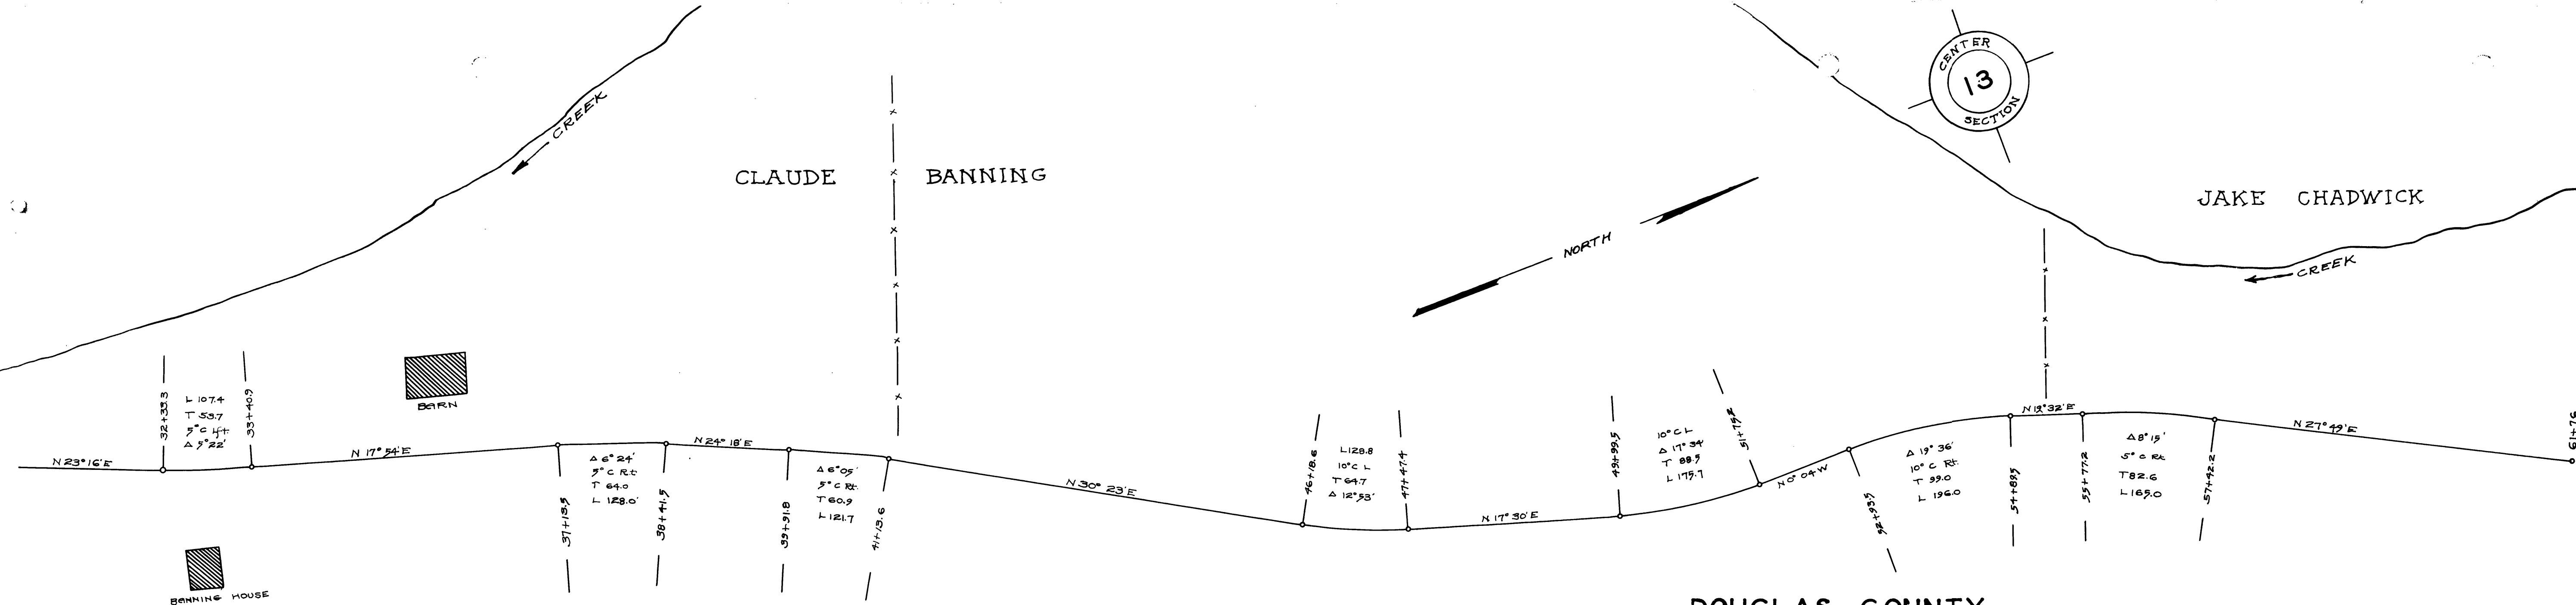 CENTER
13
SECTION
CREEK
CLAUDE BANNING
JAKE CHADWICK
NORTH
CREEK
BARN
BANNING HOUSE
N 23° 16' E
32+33.3
L 107.4
T 53.7
5° C Lft
Δ 5° 22'
33+40.9
N 17° 54' E
37+13.5
Δ 6° 24'
5° C Rt
T 64.0
L 128.0'
38+41.5
N 24° 18' E
39+91.8
Δ 6° 05'
5° C Rt.
T 60.9
L 121.7
41+13.6
N 30° 23' E
46+18.6
L 128.8
10° C L
T 64.7
Δ 12° 53'
47+47.4
N 17° 30' E
49+99.5
10° C L
Δ 17° 34'
T 88.5
L 175.7
51+75.2
N 0° 04 W
52+93.5
Δ 19° 36'
10° C Rt.
T 99.0
L 196.0
54+89.5
N 19° 32' E
55+77.2
Δ 8° 15'
5° C Rt.
T 82.6
L 165.0
57+42.2
N 27° 49' E
61+76
DOUGLAS COUNTY